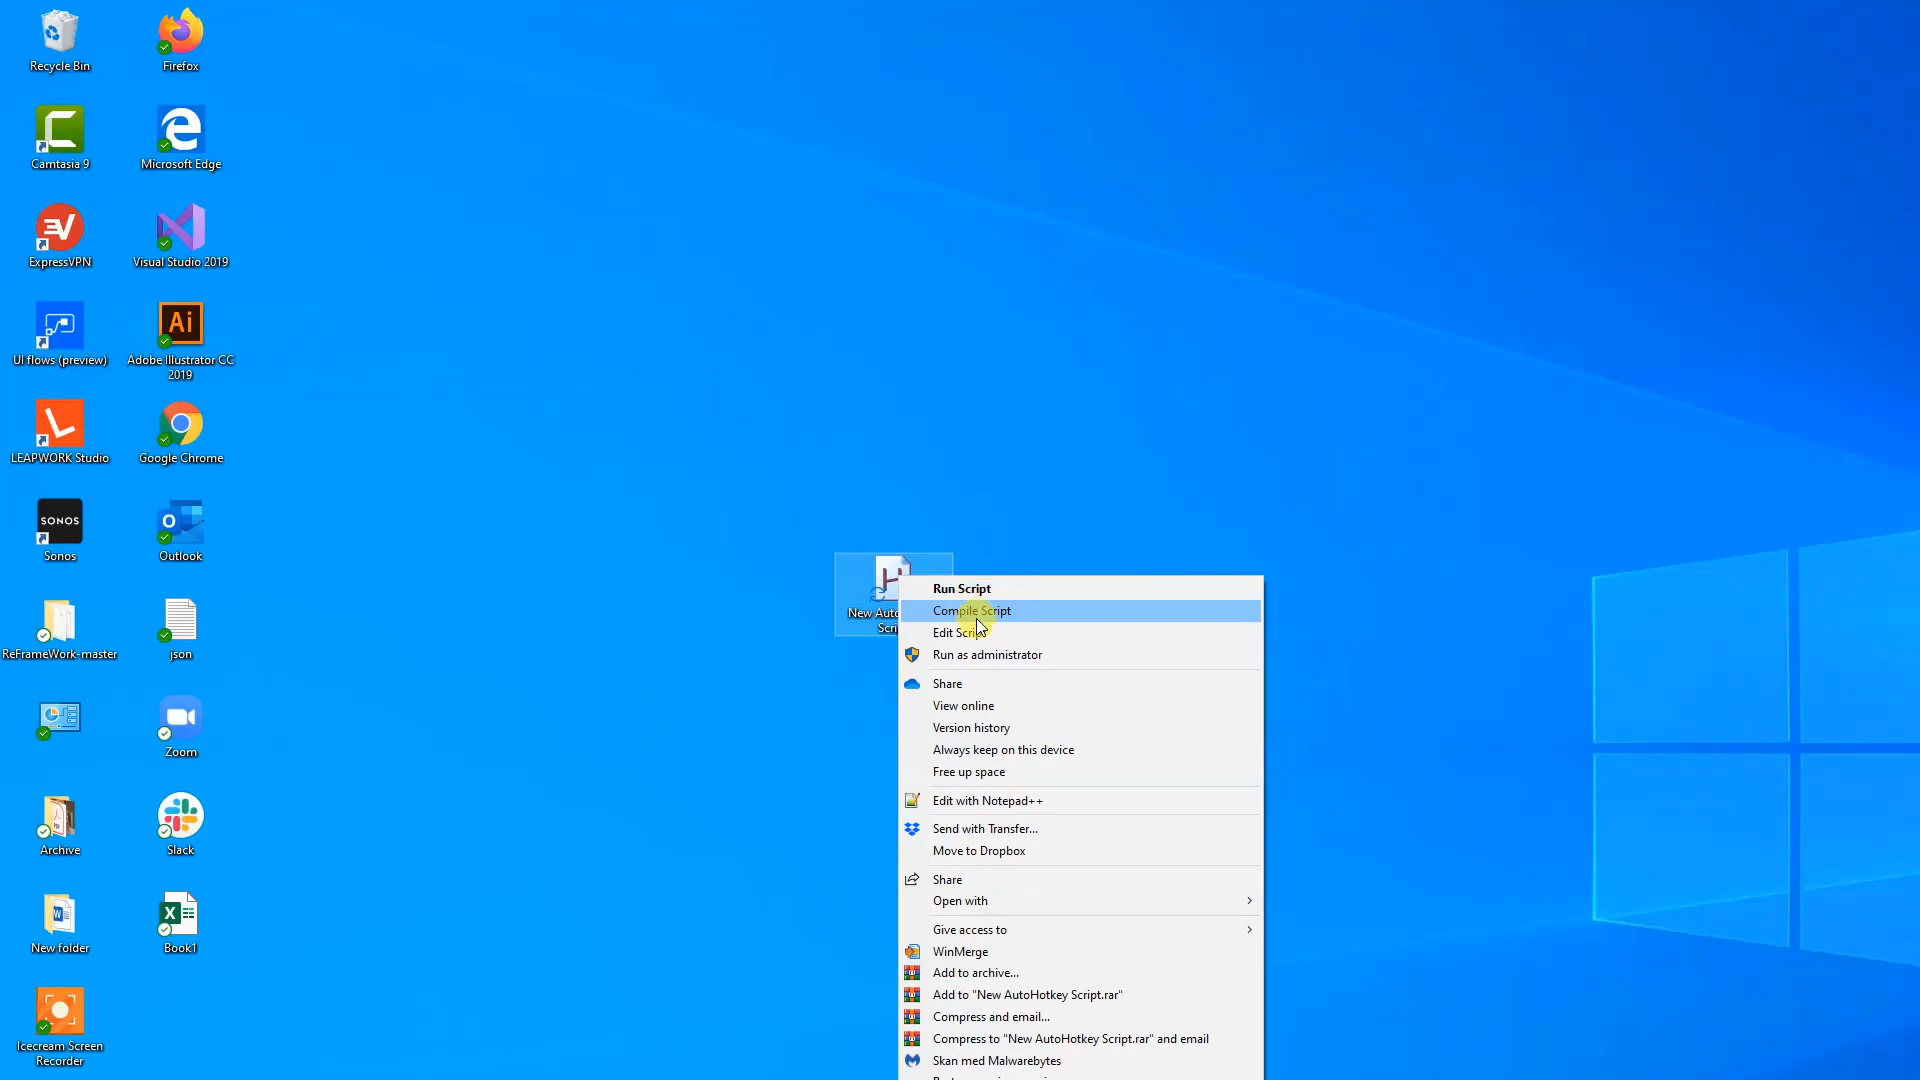 Recycle Bin
Firefox
Camtasia 9
Microsoft Edge
ExpressVPN
Visual Studio 2019
UI flows (preview)
Ai
Adobe Illustrator CC
2019
LEAPWORK Studio
Google Chrome
SONOS
Sonos
Outlook
ReFrameWork-master
json
Zoom
Archive
Slack
New folder
Book1
Icecream Screen
Recorder
New Auto
Scri
Run Script
Compile Script
Edit Script
Run as administrator
Share
View online
Version history
Always keep on this device
Free up space
Edit with Notepad++
Send with Transfer...
Move to Dropbox
Share
Open with
Give access to
WinMerge
Add to archive...
Add to "New AutoHotkey Script.rar"
Compress and email...
Compress to "New AutoHotkey Script.rar" and email
Skan med Malwarebytes